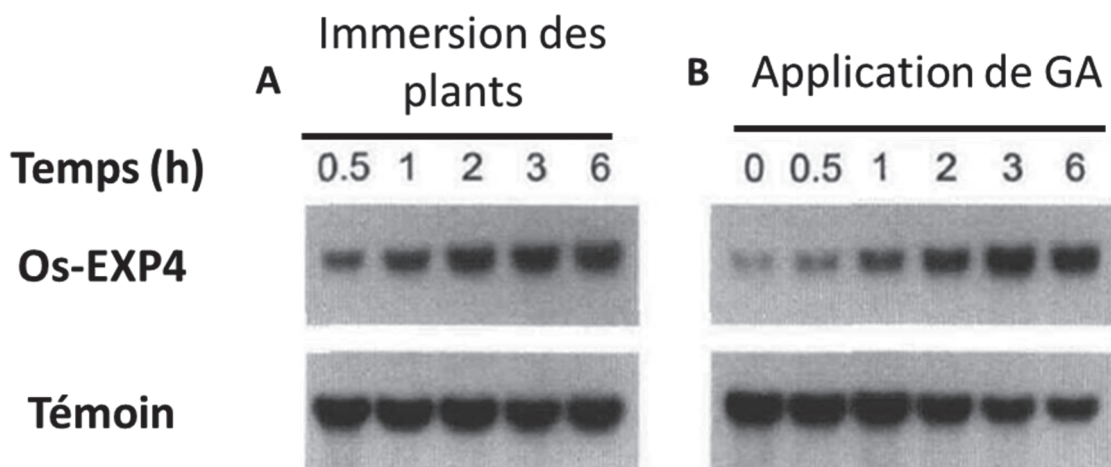 A Immersion des plants
B Application de GA
Temps (h) 0.5 1 2 3 6 0 0.5 1 2 3 6
Os-EXP4
Témoin